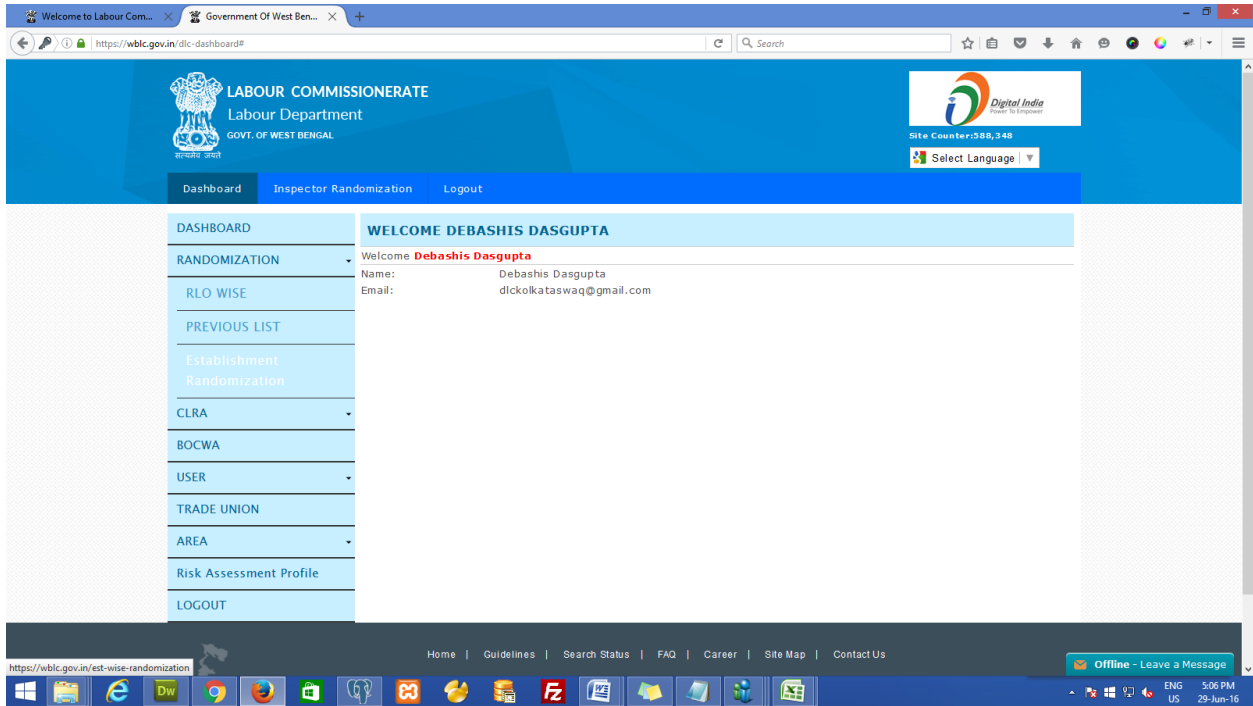 Welcome to Labour Com...
Government Of West Ben...
https://wblc.gov.in/dlc-dashboard#
Search
LABOUR COMMISSIONERATE
Labour Department
GOVT. OF WEST BENGAL
सत्यमेव जयते
Digital India
Power To Empower
Site Counter:588,348
Select Language
Dashboard Inspector Randomization Logout
DASHBOARD
RANDOMIZATION
RLO WISE
PREVIOUS LIST
Establishment
Randomization
CLRA
BOCWA
USER
TRADE UNION
AREA
Risk Assessment Profile
LOGOUT
WELCOME DEBASHIS DASGUPTA
Welcome Debashis Dasgupta
Name: Debashis Dasgupta
Email: dlckolkataswaq@gmail.com
Home | Guidelines | Search Status | FAQ | Career | Site Map | Contact Us
https://wblc.gov.in/est-wise-randomization
Offline - Leave a Message
Dw
Fz
ENG
US
5:06 PM
29-Jun-16